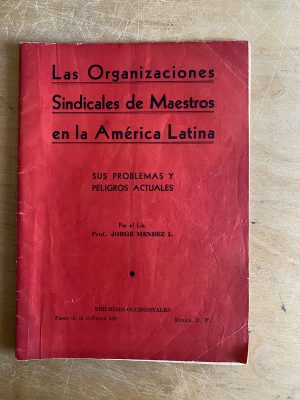 Las Organizaciones
Sindicales de Maestros
en la América Latina
SUS PROBLEMAS Y
PELIGROS ACTUALES
Por el Lic.
Prof. JORGE MENDEZ I.
EDICIONES OCCIDENTALES
Paseo de la Reforma México, D. F.